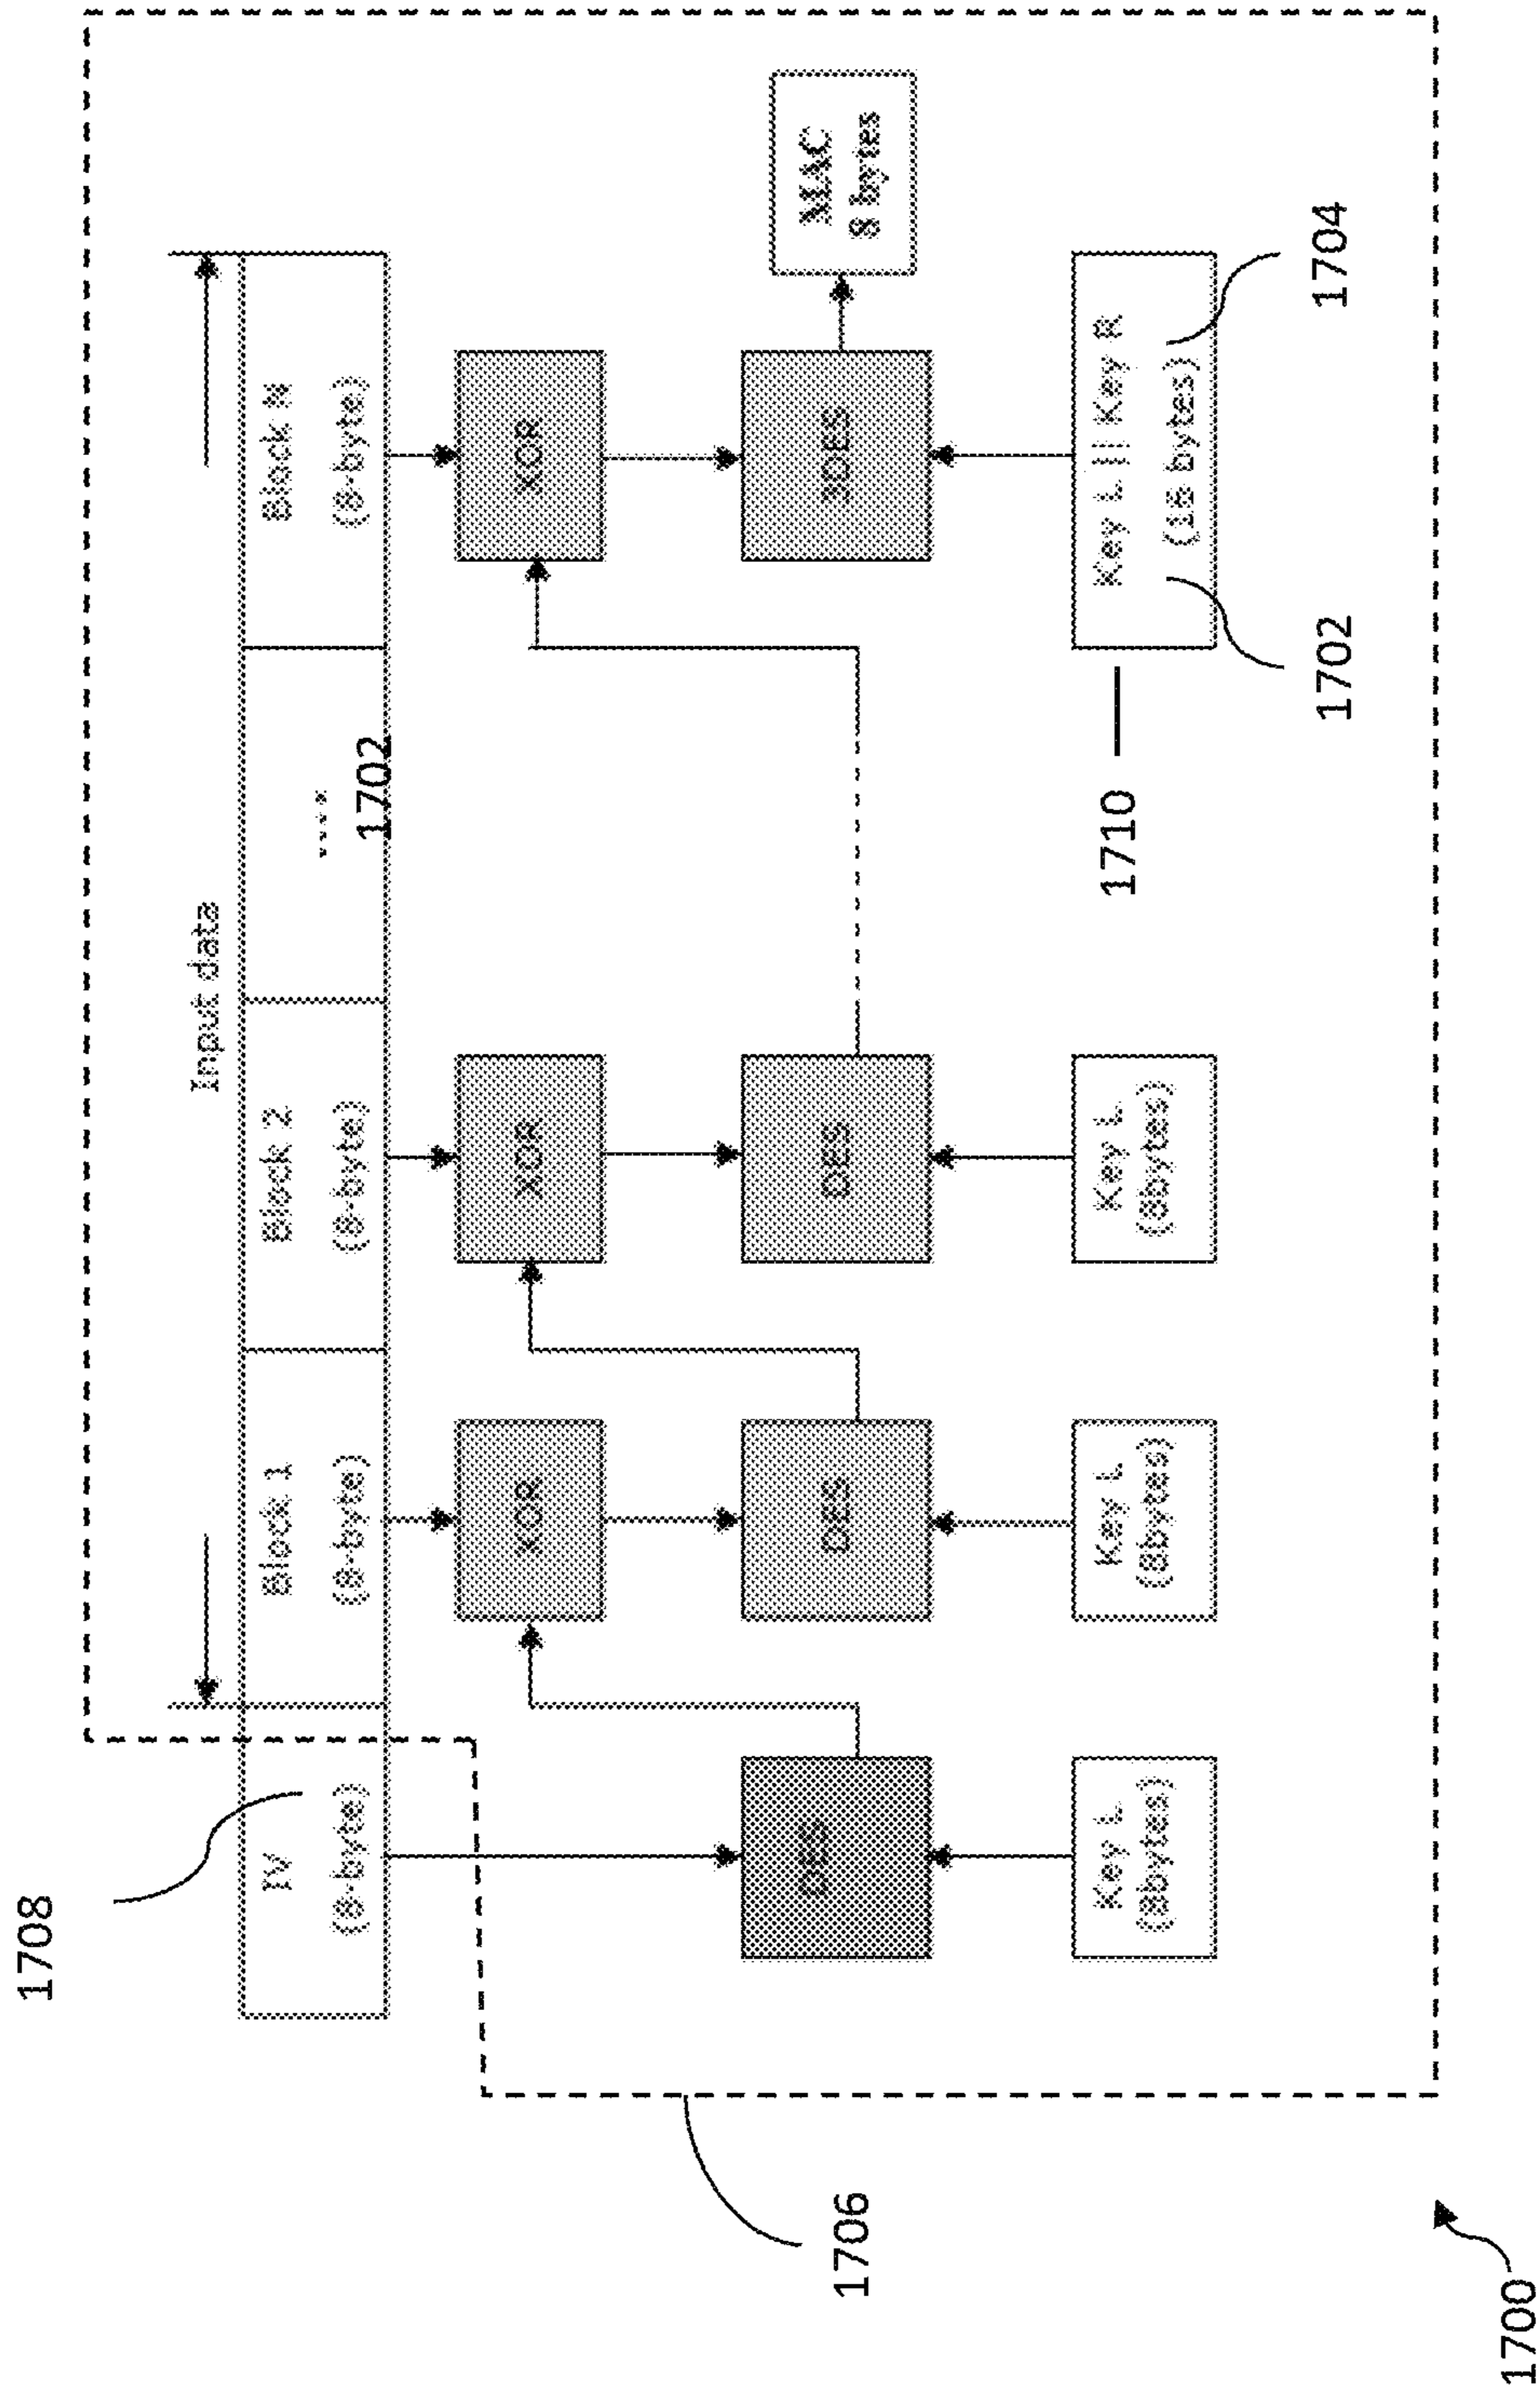 1708
Input data
IV
(8-byte)
Block 1
(8-byte)
Block 2
(8-byte)
....
1702
Block N
(8-byte)
XOR
XOR
XOR
DES
DES
DES
3DES
MAC
8 bytes
Key L
(8bytes)
Key L
(8bytes)
Key L
(8bytes)
1710
Key L || Key R
(16 bytes)
1706
1702
1704
1700